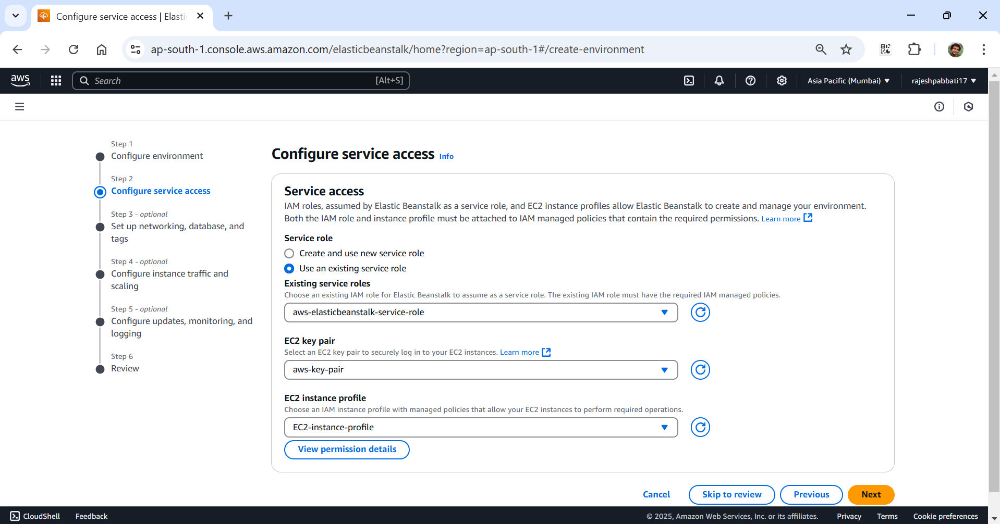 Configure service access | Elasti
ap-south-1.console.aws.amazon.com/elasticbeanstalk/home?region=ap-south-1#/create-environment
aws
Search
[Alt+S]
Asia Pacific (Mumbai)
rajeshpabbati17
Step 1
Configure environment
Step 2
Configure service access
Step 3 - optional
Set up networking, database, and
tags
Step 4 - optional
Configure instance traffic and
scaling
Step 5 - optional
Configure updates, monitoring, and
logging
Step 6
Review
Configure service access Info
Service access
IAM roles, assumed by Elastic Beanstalk as a service role, and EC2 instance profiles allow Elastic Beanstalk to create and manage your environment.
Both the IAM role and instance profile must be attached to IAM managed policies that contain the required permissions. Learn more
Service role
Create and use new service role
Use an existing service role
Existing service roles
Choose an existing IAM role for Elastic Beanstalk to assume as a service role. The existing IAM role must have the required IAM managed policies.
aws-elasticbeanstalk-service-role
EC2 key pair
Select an EC2 key pair to securely log in to your EC2 instances. Learn more
aws-key-pair
EC2 instance profile
Choose an IAM instance profile with managed policies that allow your EC2 instances to perform required operations.
EC2-instance-profile
View permission details
Cancel
Skip to review
Previous
Next
CloudShell
Feedback
© 2025, Amazon Web Services, Inc. or its affiliates.
Privacy
Terms
Cookie preferences